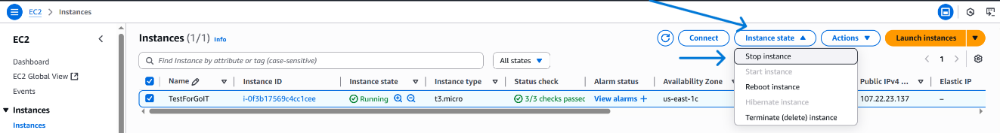 EC2 > Instances
EC2
Dashboard
EC2 Global View
Events
Instances
Instances
Instances (1/1) Info
Connect
Instance state
Actions
Launch instances
Find Instance by attribute or tag (case-sensitive)
All states
1
Name Instance ID Instance state Instance type Status check Alarm status Availability Zone Public IPv4 ... Elastic IP
TestForGoIT i-0f3b17569c4cc1cee Running t3.micro 3/3 checks passed View alarms + us-east-1c 107.22.23.137 –
Stop instance
Start instance
Reboot instance
Hibernate instance
Terminate (delete) instance